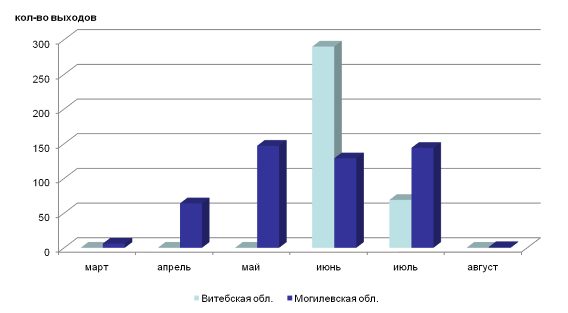 кол-во выходов
300
250
200
150
100
50
0
март апрель май июнь июль август
Витебская обл. Могилевская обл.